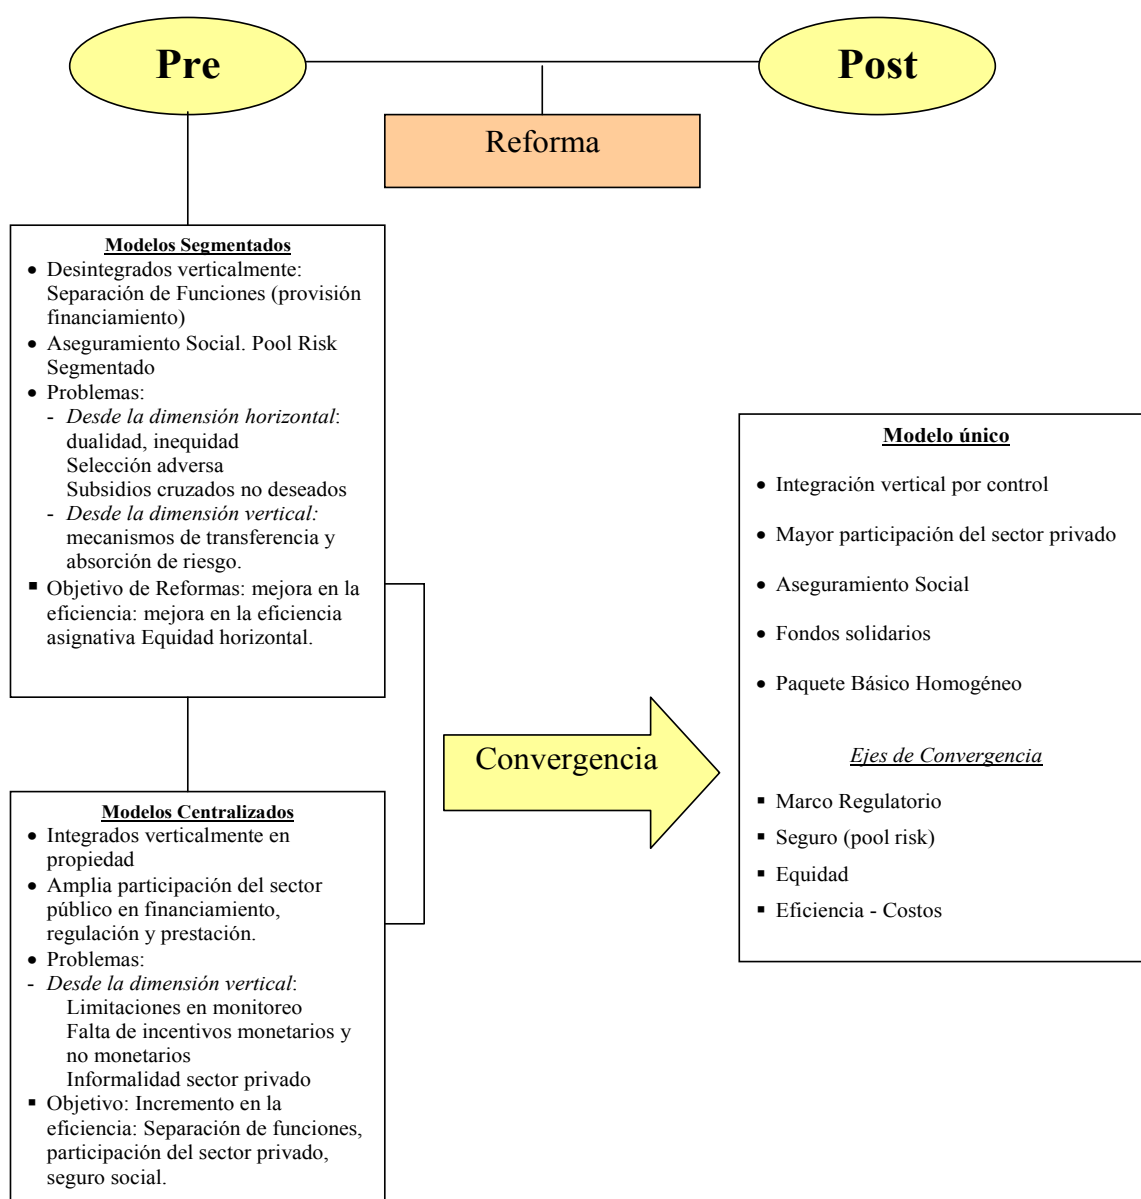 Pre
Post
Reforma
Modelos Segmentados
• Desintegrados verticalmente:
Separación de Funciones (provisión
financiamiento)
• Aseguramiento Social. Pool Risk
Segmentado
• Problemas:
- Desde la dimensión horizontal:
dualidad, inequidad
Selección adversa
Subsidios cruzados no deseados
- Desde la dimensión vertical:
mecanismos de transferencia y
absorción de riesgo.
▪ Objetivo de Reformas: mejora en la
eficiencia: mejora en la eficiencia
asignativa Equidad horizontal.
Modelos Centralizados
• Integrados verticalmente en
propiedad
• Amplia participación del sector
público en financiamiento,
regulación y prestación.
• Problemas:
- Desde la dimensión vertical:
Limitaciones en monitoreo
Falta de incentivos monetarios y
no monetarios
Informalidad sector privado
▪ Objetivo: Incremento en la
eficiencia: Separación de funciones,
participación del sector privado,
seguro social.
Convergencia
Modelo único
• Integración vertical por control
• Mayor participación del sector privado
• Aseguramiento Social
• Fondos solidarios
• Paquete Básico Homogéneo
Ejes de Convergencia
▪ Marco Regulatorio
▪ Seguro (pool risk)
▪ Equidad
▪ Eficiencia - Costos